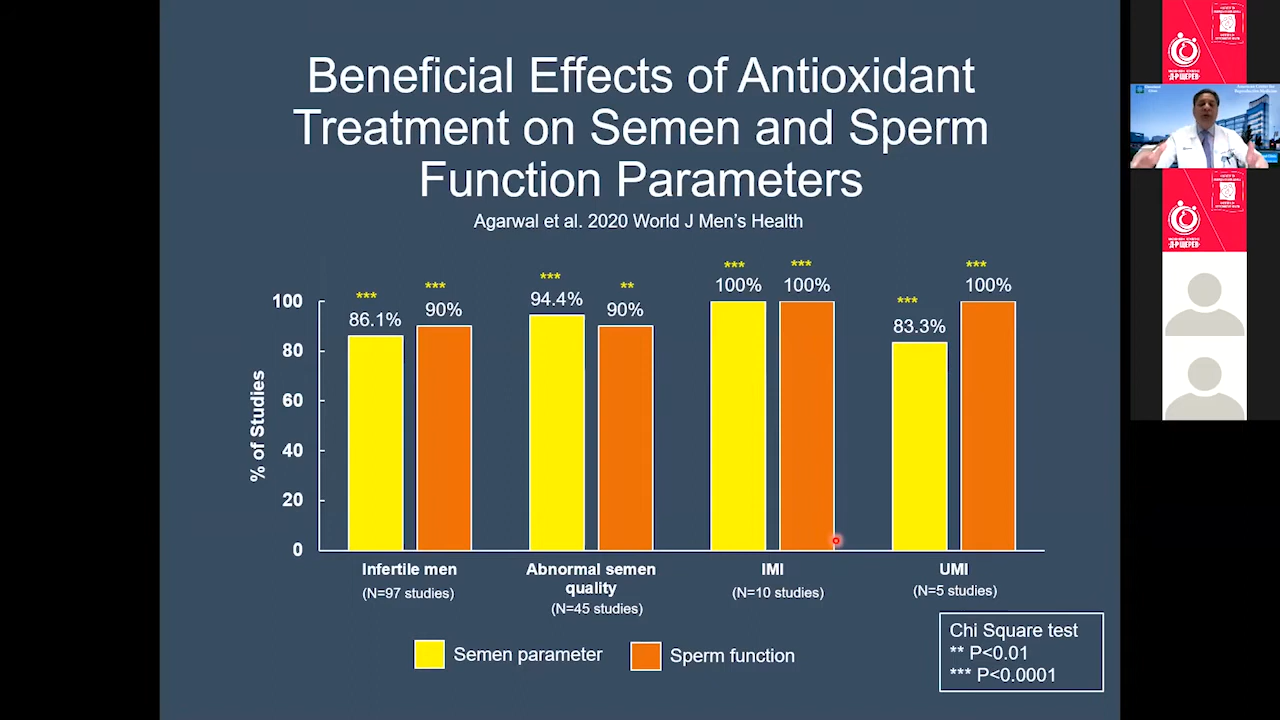 Beneficial Effects of Antioxidant
Treatment on Semen and Sperm
Function Parameters
Agarwal et al. 2020 World J Men's Health
% of Studies
100
80
60
40
20
0
***
86.1%
***
90%
***
94.4%
**
90%
***
100%
***
100%
***
83.3%
***
100%
Infertile men
(N=97 studies)
Abnormal semen
quality
(N=45 studies)
IMI
(N=10 studies)
UMI
(N=5 studies)
Semen parameter
Sperm function
Chi Square test
** P<0.01
*** P<0.0001
Д-Р ЩЕРЕВ
Д-Р ЩЕРЕВ